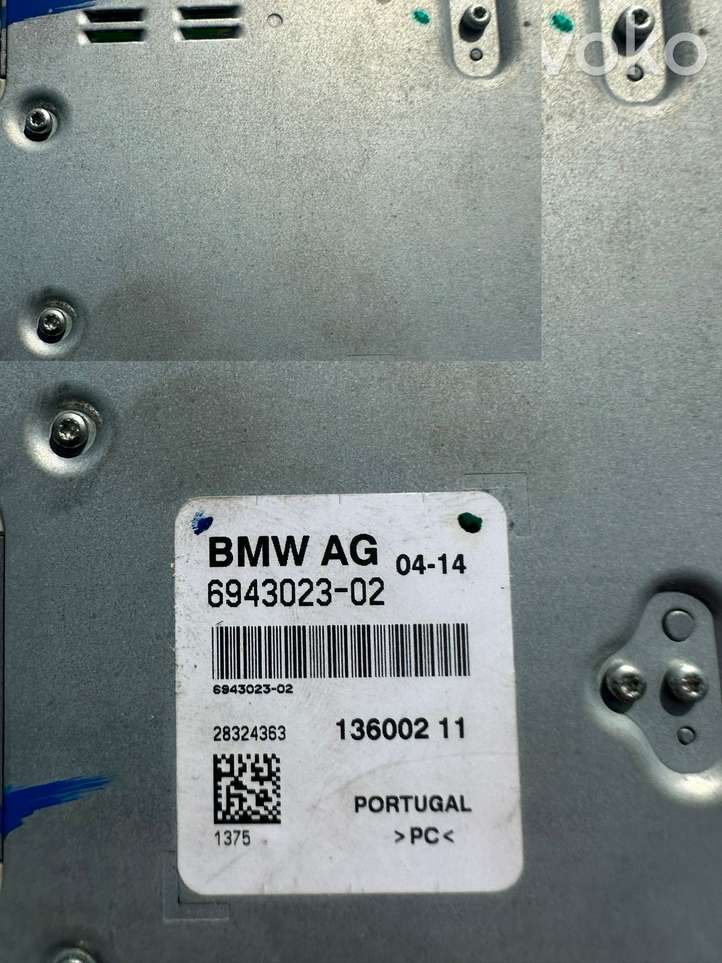 voko
BMW AG 04-14
6943023-02
6943023-02
28324363 136002 11
PORTUGAL
1375 >PC<